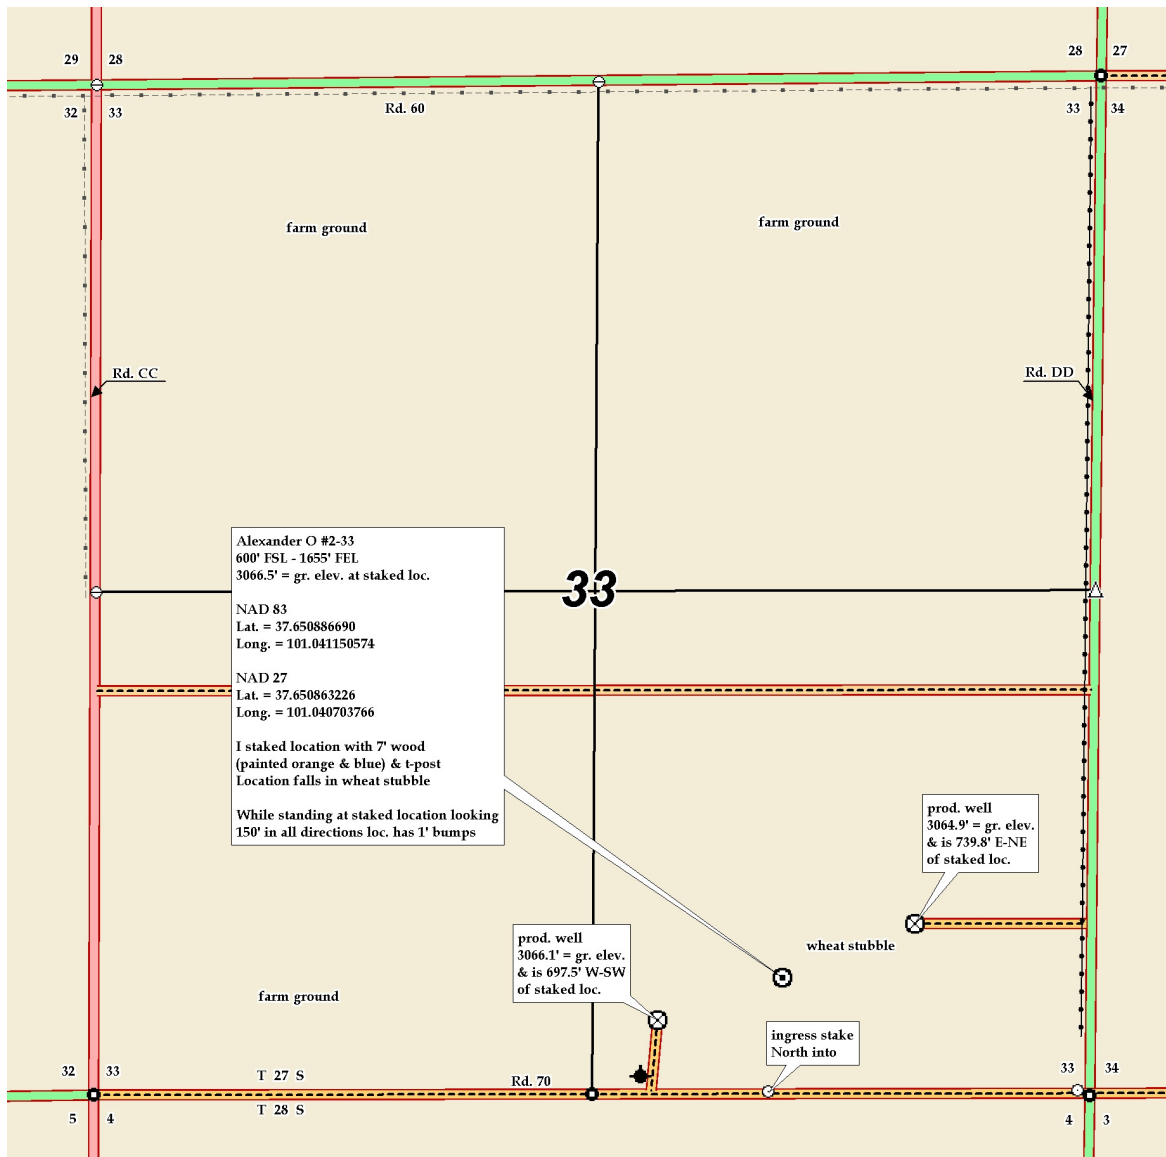 29 28
28 27
32 33
Rd. 60
33 34
farm ground
farm ground
Rd. CC
Rd. DD
Alexander O #2-33
600' FSL - 1655' FEL
3066.5' = gr. elev. at staked loc.
NAD 83
Lat. = 37.650886690
Long. = 101.041150574
NAD 27
Lat. = 37.650863226
Long. = 101.040703766
I staked location with 7' wood
(painted orange & blue) & t-post
Location falls in wheat stubble
While standing at staked location looking
150' in all directions loc. has 1' bumps
33
prod. well
3064.9' = gr. elev.
& is 739.8' E-NE
of staked loc.
wheat stubble
prod. well
3066.1' = gr. elev.
& is 697.5' W-SW
of staked loc.
farm ground
ingress stake
North into
32 33
T 27 S
Rd. 70
33 34
T 28 S
5 4
4 3